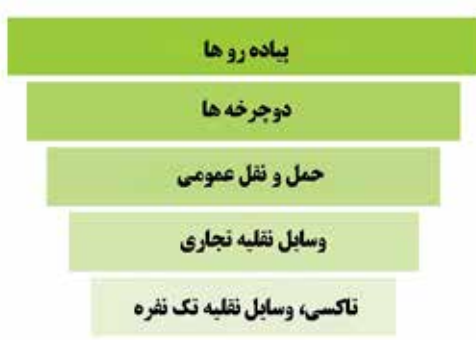 پیاده رو ها
دوچرخه ها
حمل و نقل عمومی
وسایل نقلیه تجاری
تاکسی، وسایل نقلیه تک نفره